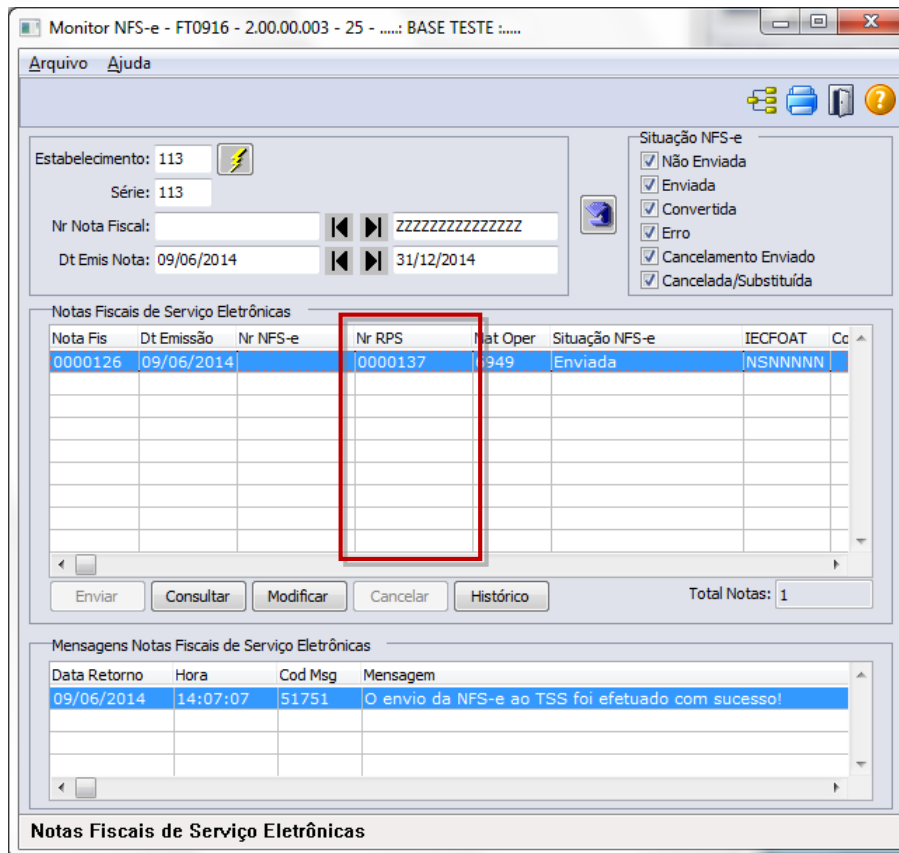 Monitor NFS-e - FT0916 - 2.00.00.003 - 25 - .....: BASE TESTE :.....
Arquivo Ajuda
Situação NFS-e
Estabelecimento: 113
Não Enviada
Enviada
Série: 113
Convertida
Nr Nota Fiscal: ZZZZZZZZZZZZZZZ
Erro
Dt Emis Nota: 09/06/2014 31/12/2014
Cancelamento Enviado
Cancelada/Substituída
Notas Fiscais de Serviço Eletrônicas
Nota Fis Dt Emissão Nr NFS-e Nr RPS Nat Oper Situação NFS-e IECFOAT
0000126 09/06/2014 0000137 Enviada NSNNNNN
Enviar Consultar Modificar Cancelar Histórico Total Notas: 1
Mensagens Notas Fiscais de Serviço Eletrônicas
Data Retorno Hora Cod Msg Mensagem
09/06/2014 14:07:07 51751 O envio da NFS-e ao TSS foi efetuado com sucesso!
Notas Fiscais de Serviço Eletrônicas